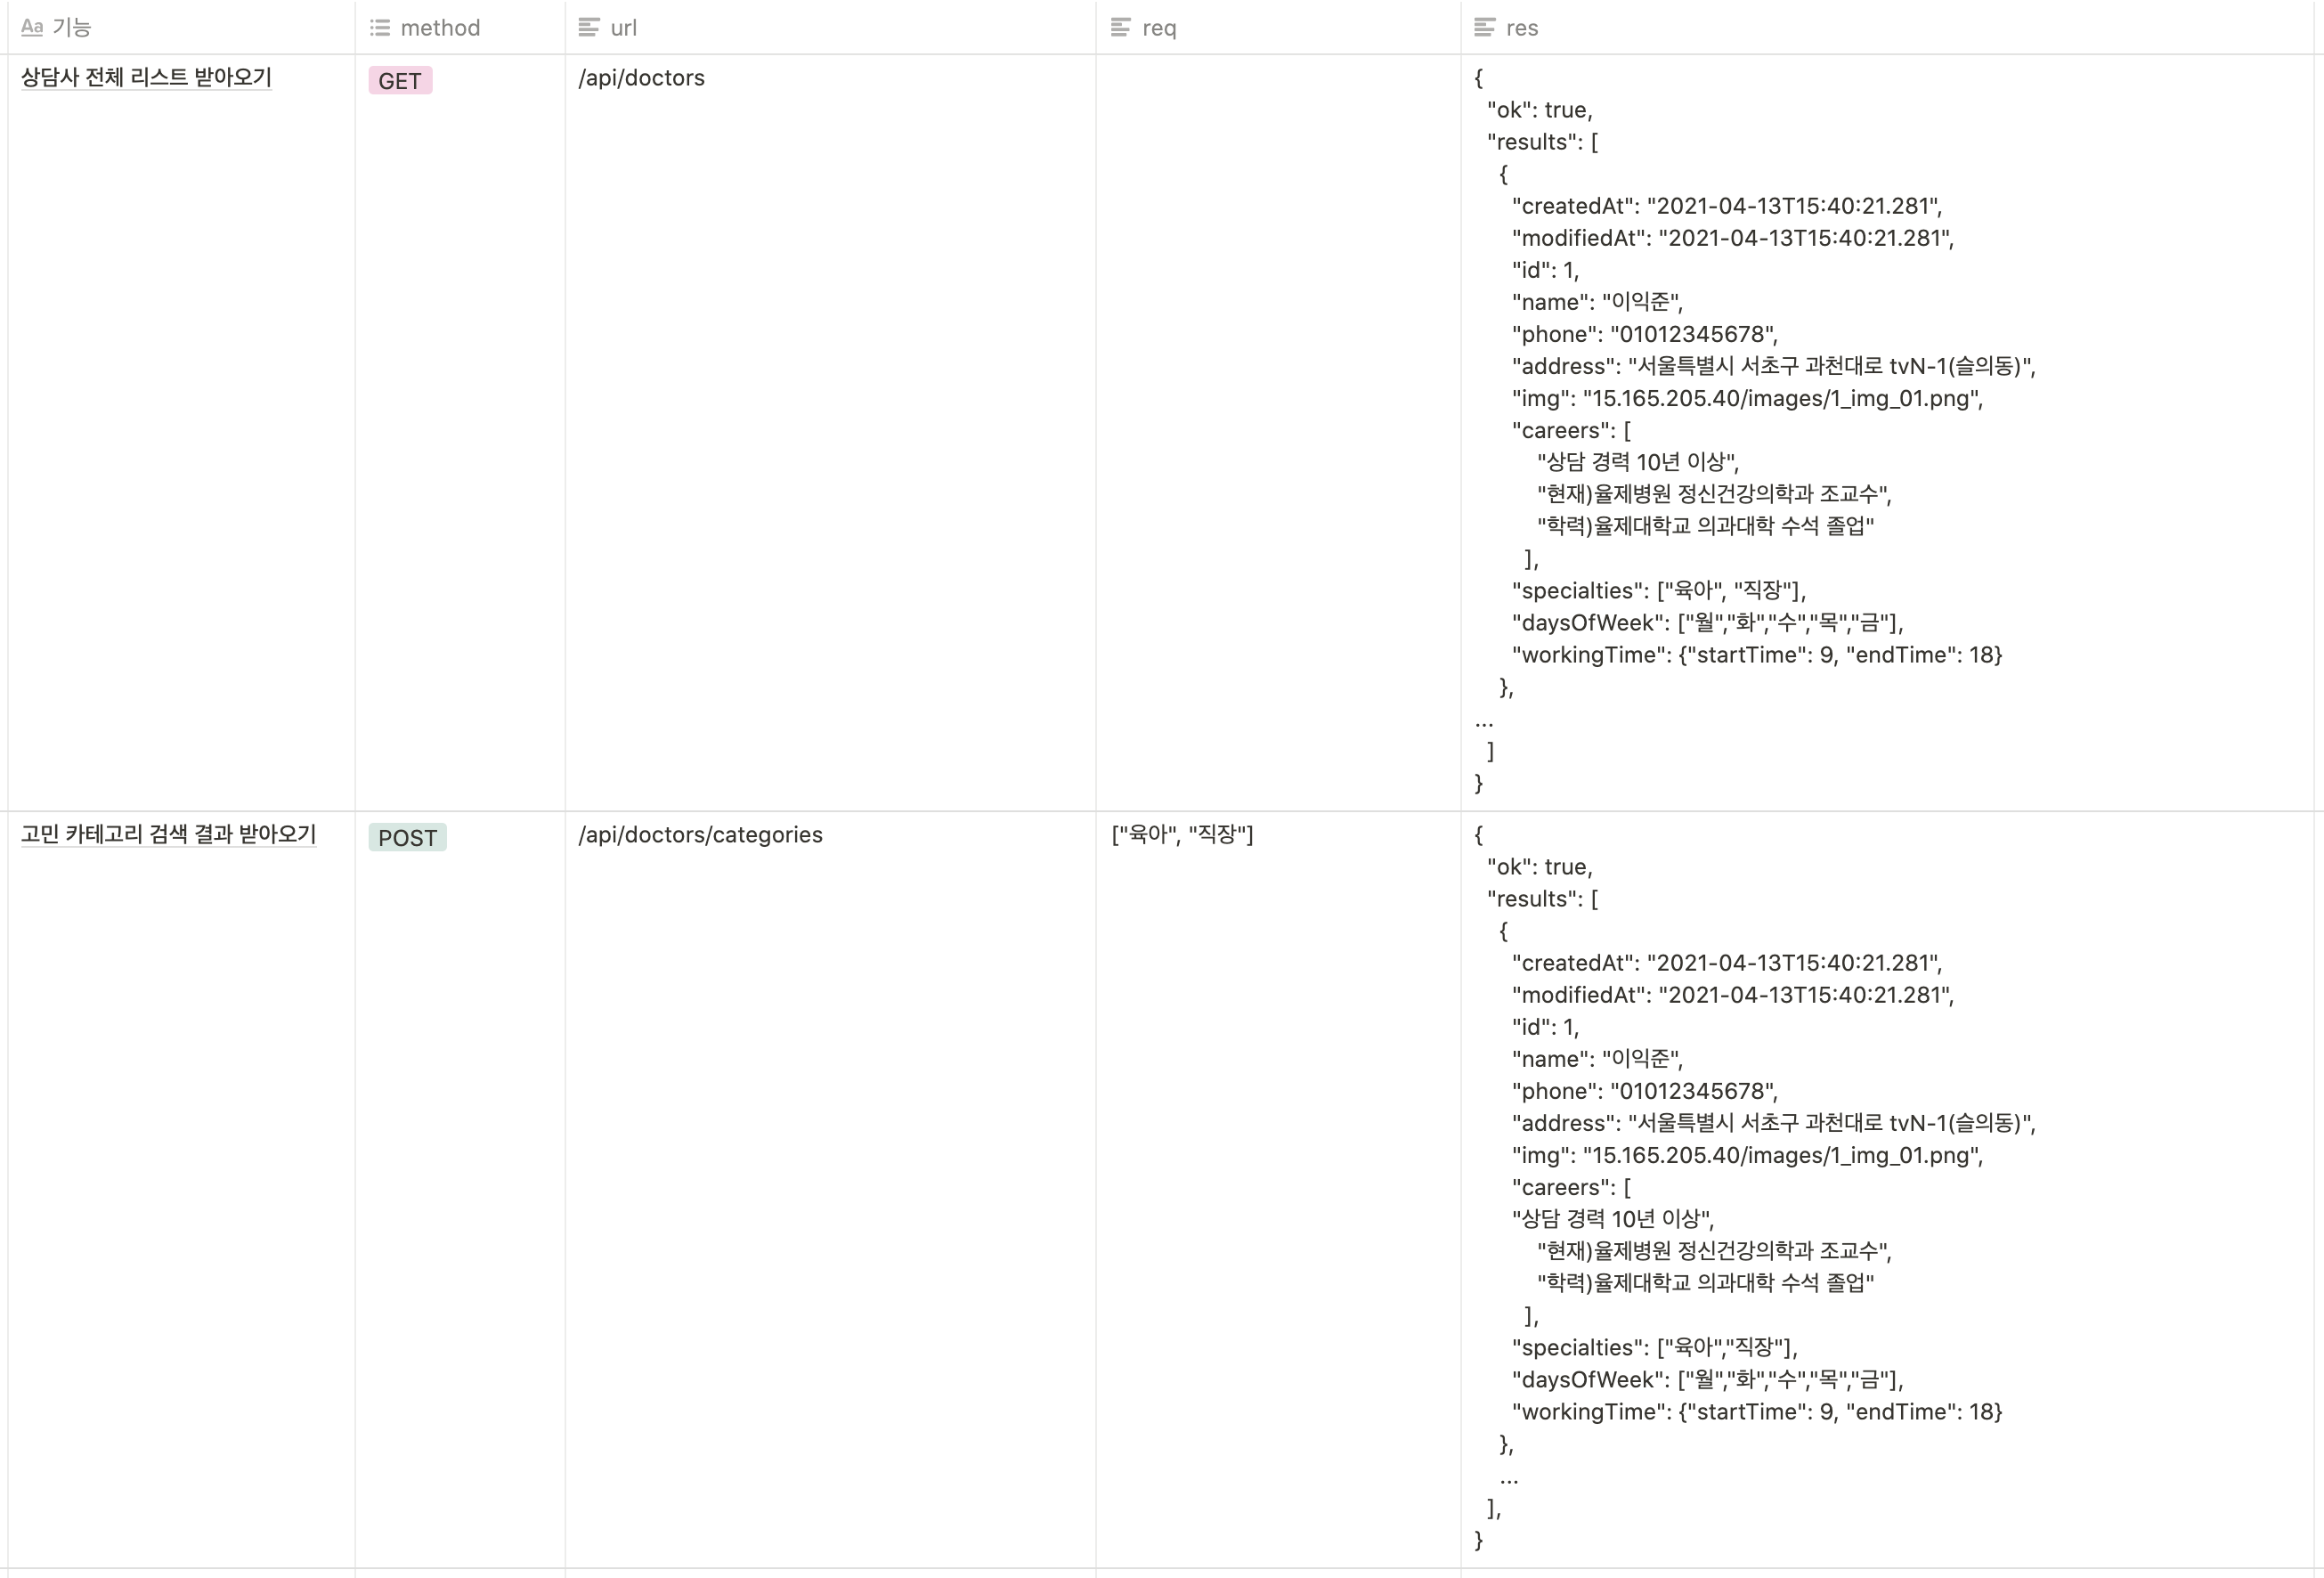 Aa 기능 method url req res
상담사 전체 리스트 받아오기 GET /api/doctors
{
"ok": true,
"results": [
{
"createdAt": "2021-04-13T15:40:21.281",
"modifiedAt": "2021-04-13T15:40:21.281",
"id": 1,
"name": "이익준",
"phone": "01012345678",
"address": "서울특별시 서초구 과천대로 tvN-1(슬의동)",
"img": "15.165.205.40/images/1_img_01.png",
"careers": [
"상담 경력 10년 이상",
"현재)율제병원 정신건강의학과 조교수",
"학력)율제대학교 의과대학 수석 졸업"
],
"specialties": ["육아", "직장"],
"daysOfWeek": ["월","화","수","목","금"],
"workingTime": {"startTime": 9, "endTime": 18}
},
...
]
}
고민 카테고리 검색 결과 받아오기 POST /api/doctors/categories ["육아", "직장"]
{
"ok": true,
"results": [
{
"createdAt": "2021-04-13T15:40:21.281",
"modifiedAt": "2021-04-13T15:40:21.281",
"id": 1,
"name": "이익준",
"phone": "01012345678",
"address": "서울특별시 서초구 과천대로 tvN-1(슬의동)",
"img": "15.165.205.40/images/1_img_01.png",
"careers": [
"상담 경력 10년 이상",
"현재)율제병원 정신건강의학과 조교수",
"학력)율제대학교 의과대학 수석 졸업"
],
"specialties": ["육아","직장"],
"daysOfWeek": ["월","화","수","목","금"],
"workingTime": {"startTime": 9, "endTime": 18}
},
...
],
}